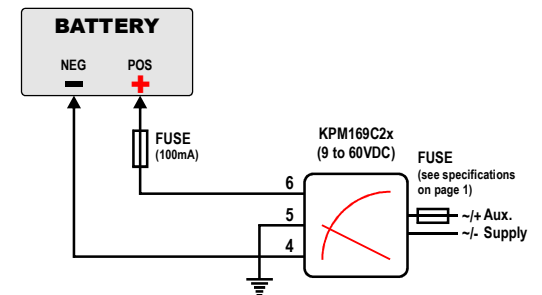 BATTERY
NEG POS
FUSE
(100mA)
KPM169C2x
(9 to 60VDC)
FUSE
(see specifications
on page 1)
6
5
4
~/+ Aux.
~/- Supply